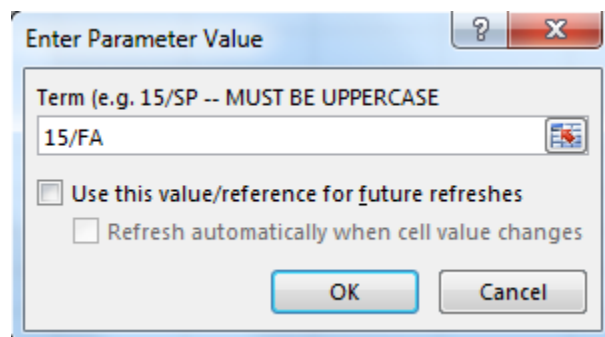 Enter Parameter Value
Term (e.g. 15/SP -- MUST BE UPPERCASE
15/FA
Use this value/reference for future refreshes
Refresh automatically when cell value changes
OK Cancel